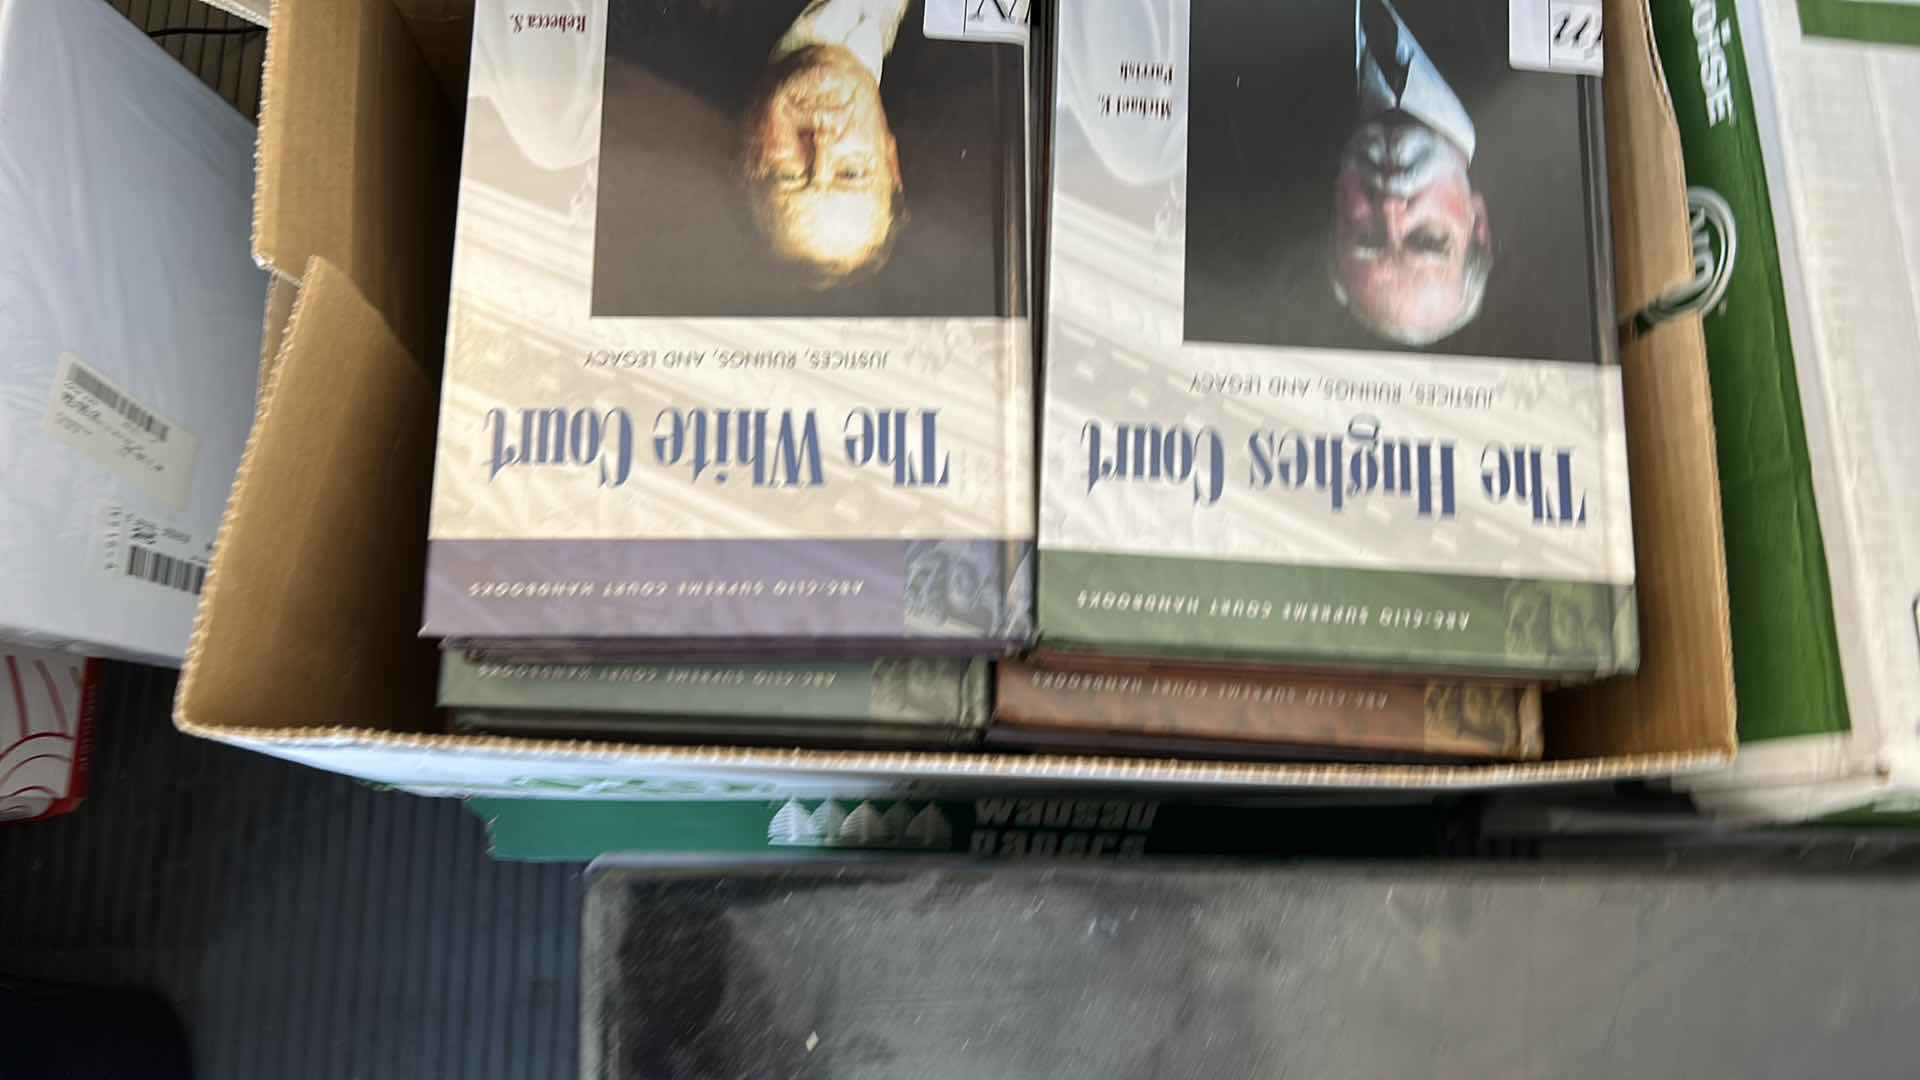 ABC-CLIO SUPREME COURT HANDBOOKS
The White Court
JUSTICES, RULINGS, AND LEGACY
Rebecca S.
ABC-CLIO SUPREME COURT HANDBOOKS
The Hughes Court
JUSTICES, RULINGS, AND LEGACY
Michael E.
Parrish
ABC-CLIO SUPREME COURT HANDBOOKS
ABC-CLIO SUPREME COURT HANDBOOKS
wausau
papers